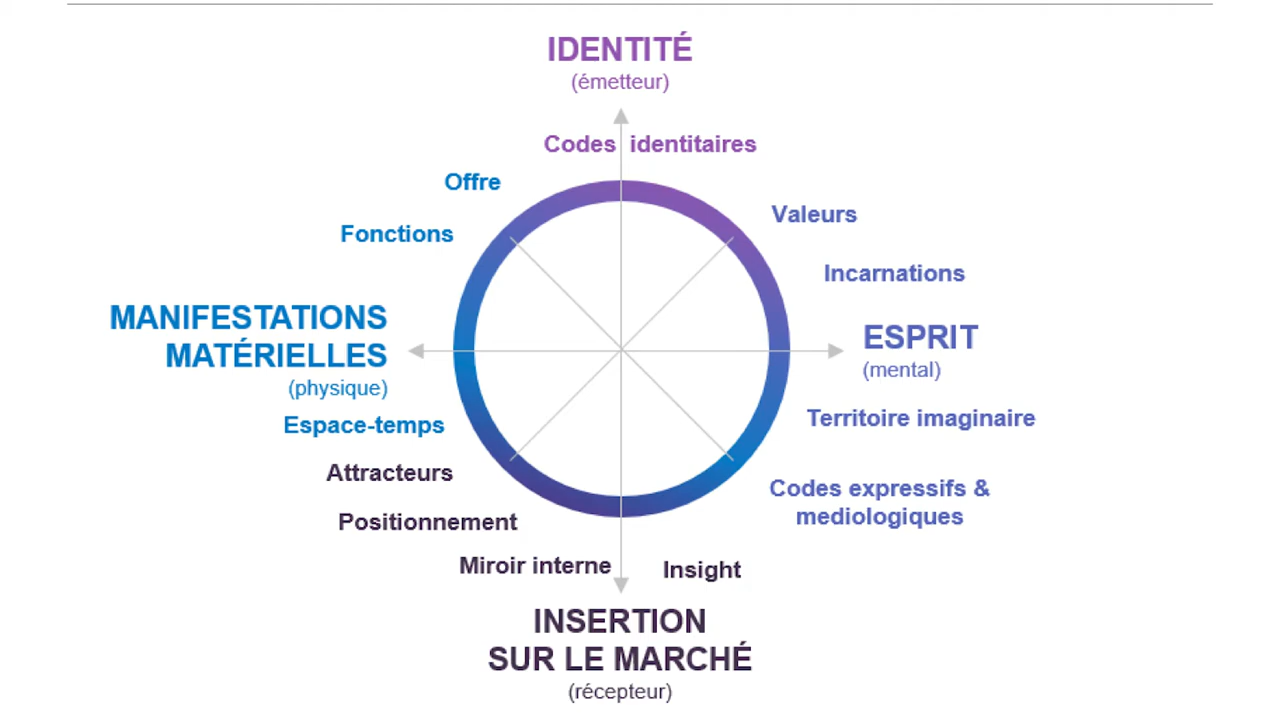 IDENTITÉ
(émetteur)
Codes identitaires
Offre
Valeurs
Fonctions
Incarnations
MANIFESTATIONS
MATÉRIELLES
(physique)
ESPRIT
(mental)
Espace-temps
Territoire imaginaire
Attracteurs
Codes expressifs &
mediologiques
Positionnement
Miroir interne
Insight
INSERTION
SUR LE MARCHÉ
(récepteur)